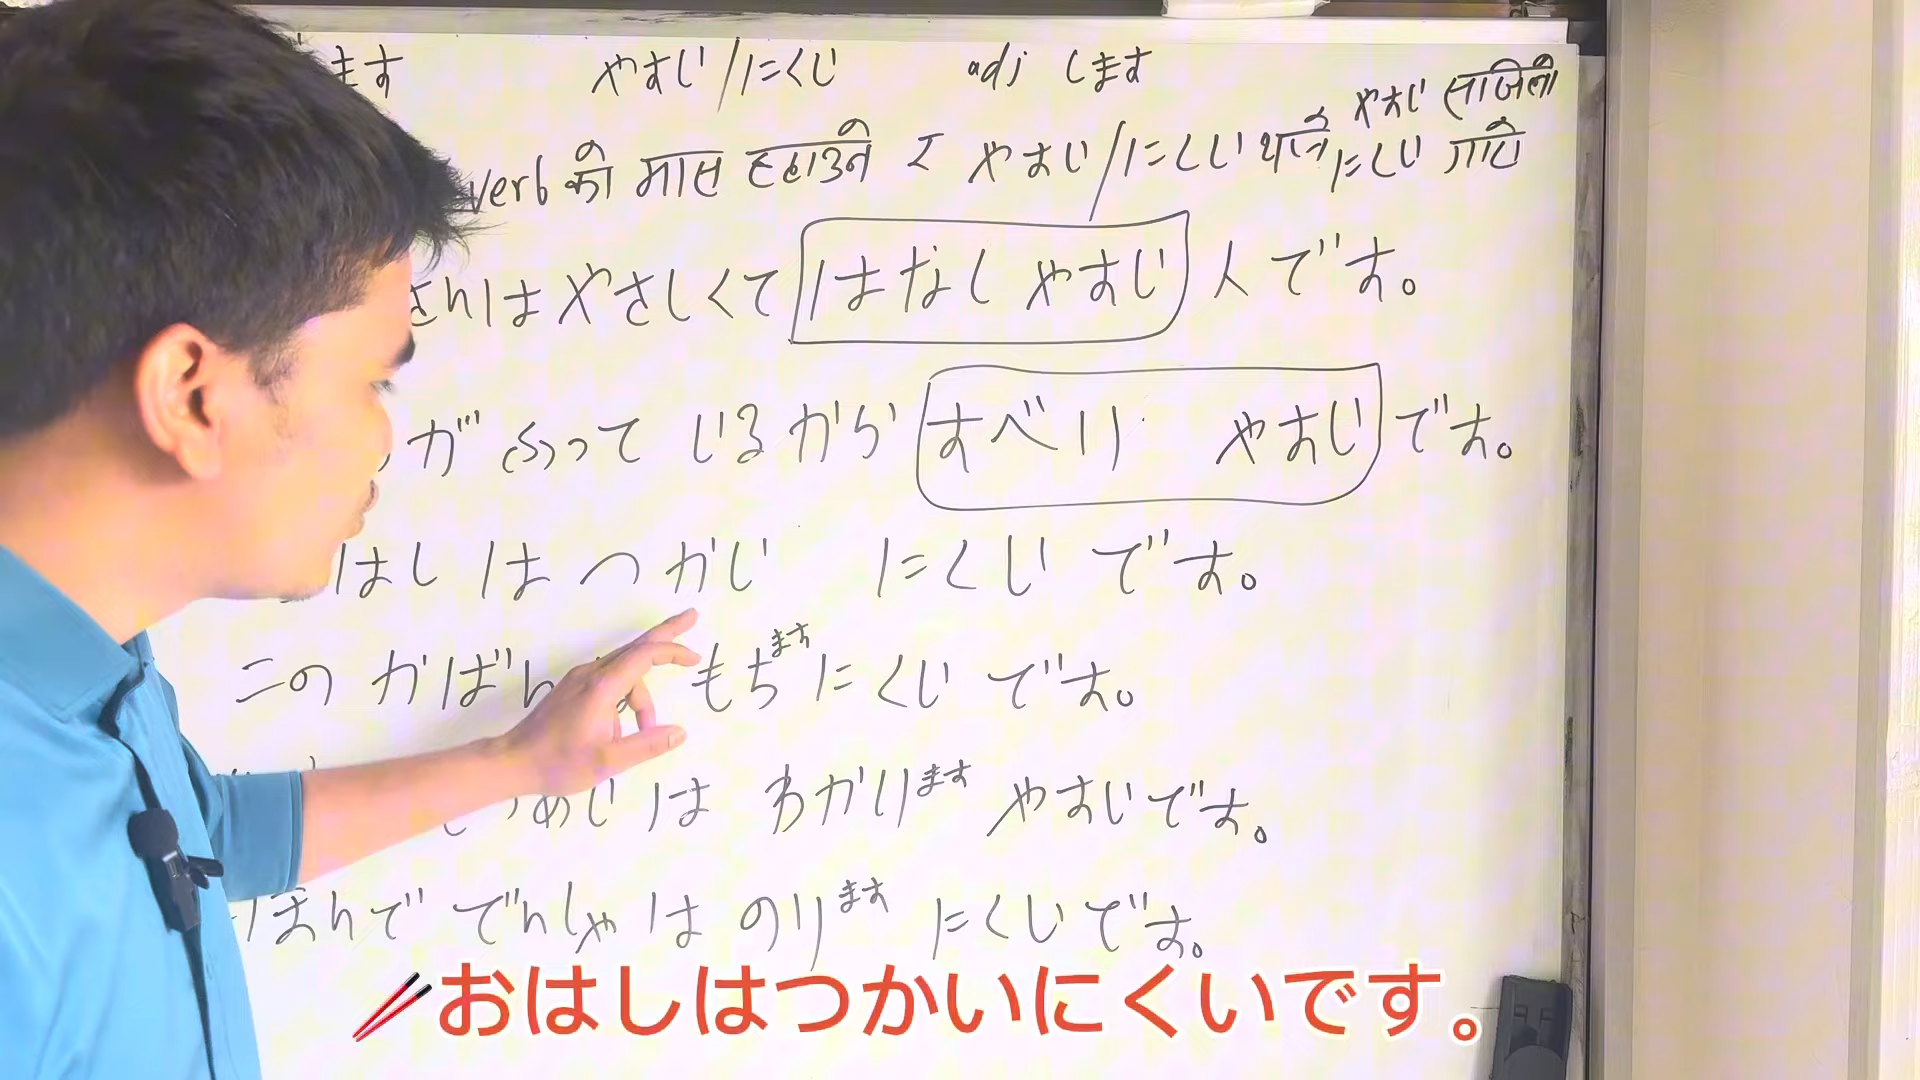 ます やすい/にくい adj します
やすい सजिलो
verb को मास हटाउने र やすい/にくい थप्ने にくい गाह्रो
さんはやさしくて はなしやすい 人です。
がふっているから すべり やすい です。
はし は つかい にくい です。
この かばん もちます にくい です。
は わかります やすいです。
ほんで でんしゃ は のります にくいです。
🥢おはしはつかいにくいです。